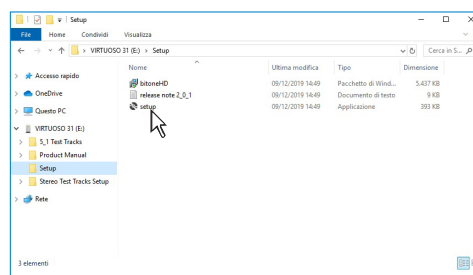 Setup
File Home Condividi Visualizza
VIRTUOSO 31 (E:) > Setup
Cerca in S...
Nome Ultima modifica Tipo Dimensione
Accesso rapido
bitoneHD 09/12/2019 14:49 Pacchetto di Wind... 5.437 KB
OneDrive
release note 2_0_1 09/12/2019 14:49 Documento di testo 9 KB
setup 09/12/2019 14:49 Applicazione 393 KB
Questo PC
VIRTUOSO 31 (E:)
5_1 Test Tracks
Product Manual
Setup
Stereo Test Tracks Setup
Rete
3 elementi